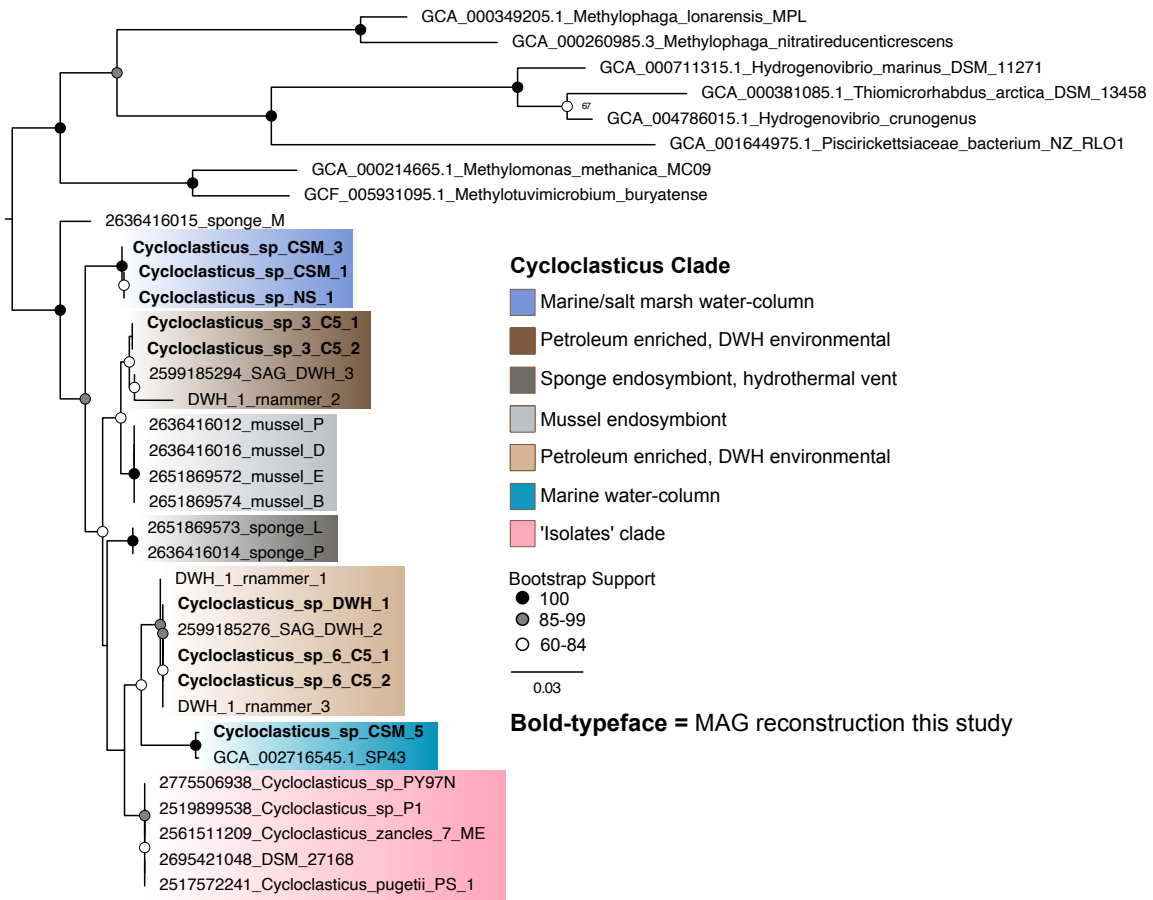 GCA_000349205.1_Methylophaga_lonarensis_MPL
GCA_000260985.3_Methylophaga_nitratireducenticrescens
GCA_000711315.1_Hydrogenovibrio_marinus_DSM_11271
GCA_000381085.1_Thiomicrorhabdus_arctica_DSM_13458
67
GCA_004786015.1_Hydrogenovibrio_crunogenus
GCA_001644975.1_Piscirickettsiaceae_bacterium_NZ_RLO1
GCA_000214665.1_Methylomonas_methanica_MC09
GCF_005931095.1_Methylotuvimicrobium_buryatense
2636416015_sponge_M
Cycloclasticus_sp_CSM_3
Cycloclasticus_sp_CSM_1
Cycloclasticus_sp_NS_1
Cycloclasticus_sp_3_C5_1
Cycloclasticus_sp_3_C5_2
2599185294_SAG_DWH_3
DWH_1_rnammer_2
2636416012_mussel_P
2636416016_mussel_D
2651869572_mussel_E
2651869574_mussel_B
2651869573_sponge_L
2636416014_sponge_P
DWH_1_rnammer_1
Cycloclasticus_sp_DWH_1
2599185276_SAG_DWH_2
Cycloclasticus_sp_6_C5_1
Cycloclasticus_sp_6_C5_2
DWH_1_rnammer_3
Cycloclasticus_sp_CSM_5
GCA_002716545.1_SP43
2775506938_Cycloclasticus_sp_PY97N
2519899538_Cycloclasticus_sp_P1
2561511209_Cycloclasticus_zancles_7_ME
2695421048_DSM_27168
2517572241_Cycloclasticus_pugetii_PS_1
Cycloclasticus Clade
Marine/salt marsh water-column
Petroleum enriched, DWH environmental
Sponge endosymbiont, hydrothermal vent
Mussel endosymbiont
Petroleum enriched, DWH environmental
Marine water-column
'Isolates' clade
Bootstrap Support
100
85-99
60-84
0.03
Bold-typeface = MAG reconstruction this study